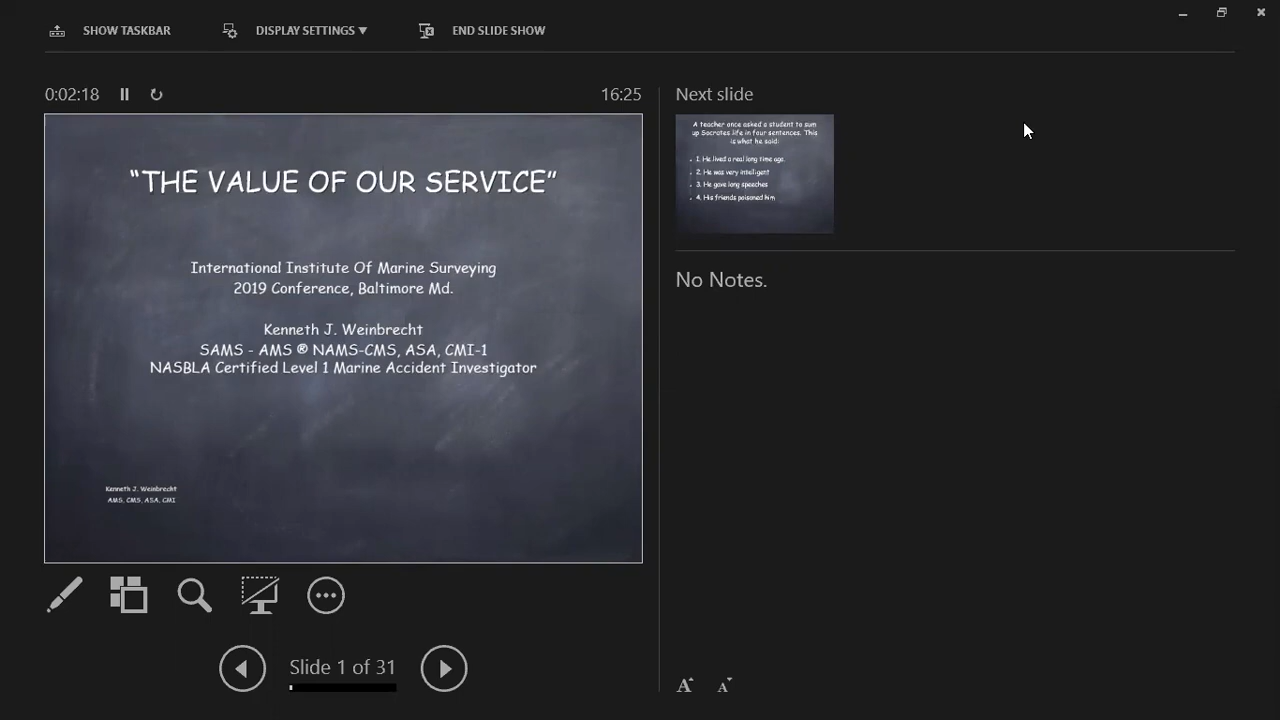 SHOW TASKBAR
DISPLAY SETTINGS ▼
END SLIDE SHOW
0:02:18
16:25
Next slide
“THE VALUE OF OUR SERVICE”
International Institute Of Marine Surveying
2019 Conference, Baltimore Md.
Kenneth J. Weinbrecht
SAMS - AMS ® NAMS-CMS, ASA, CMI-1
NASBLA Certified Level 1 Marine Accident Investigator
Kenneth J. Weinbrecht
AMS, CMS, ASA, CMI
A teacher once asked a student to sum
up Socrates life in four sentences. This
is what he said:
1. He lived a real long time ago.
2. He was very intelligent
3. He gave long speeches
4. His friends poisoned him
No Notes.
Slide 1 of 31
A A